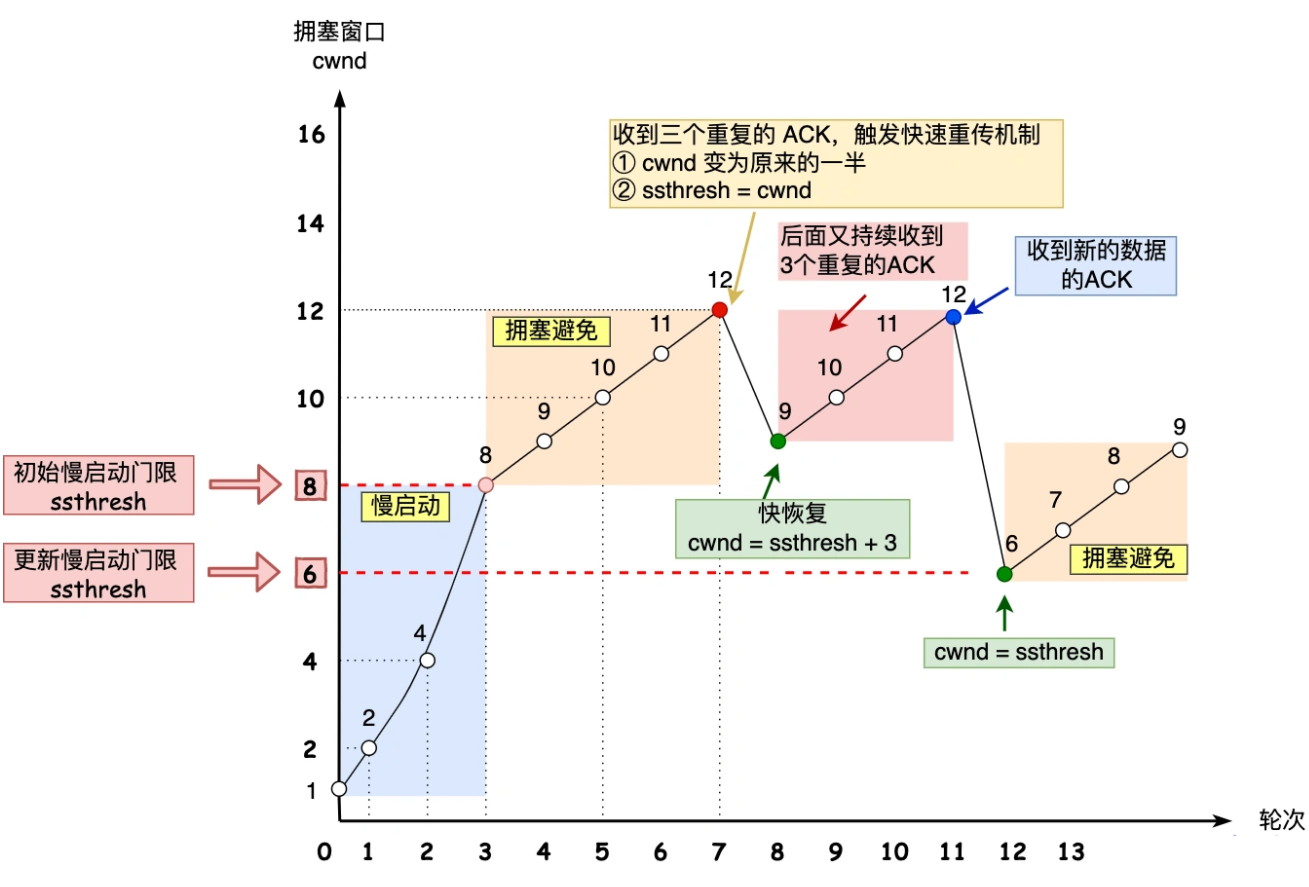 拥塞窗口
cwnd
16
收到三个重复的 ACK，触发快速重传机制
① cwnd 变为原来的一半
② ssthresh = cwnd
14
后面又持续收到
3个重复的ACK
收到新的数据
的ACK
12
12
12
拥塞避免
11
11
10
10
10
9
9
9
8
初始慢启动门限
ssthresh
8
慢启动
快恢复
cwnd = ssthresh + 3
8
7
6
拥塞避免
更新慢启动门限
ssthresh
6
4
4
cwnd = ssthresh
2
2
1
轮次
0 1 2 3 4 5 6 7 8 9 10 11 12 13